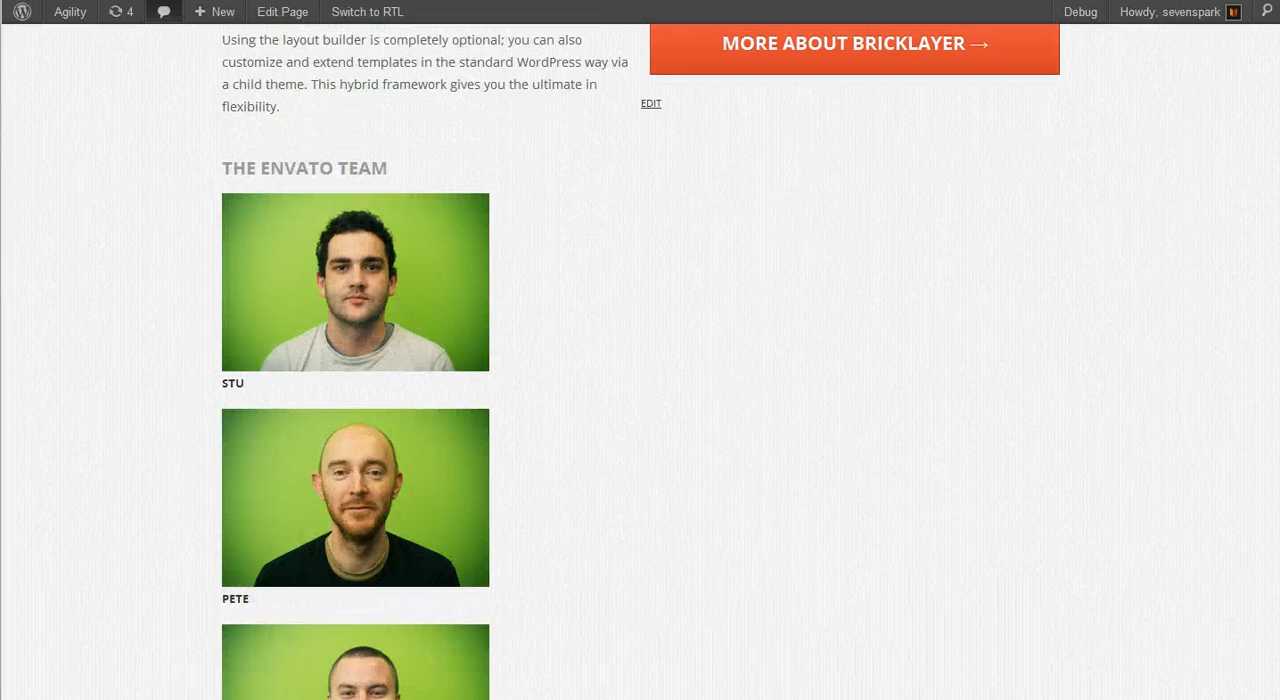 Agility 4 New Edit Page Switch to RTL Debug Howdy, sevenspark
Using the layout builder is completely optional; you can also
customize and extend templates in the standard WordPress way via
a child theme. This hybrid framework gives you the ultimate in
flexibility.
MORE ABOUT BRICKLAYER →
EDIT
THE ENVATO TEAM
STU
PETE